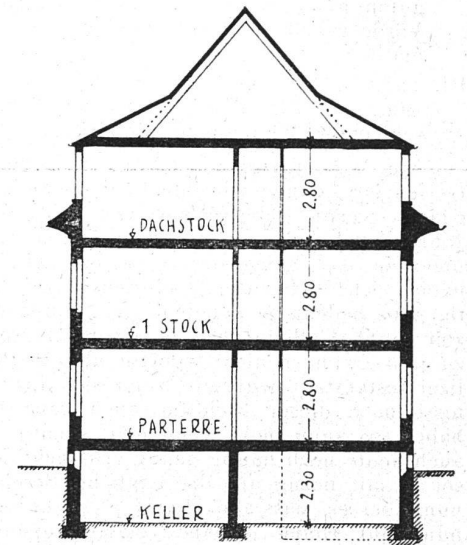 2.80
DACHSTOCK
2.80
1 STOCK
2.80
PARTERRE
2.30
KELLER